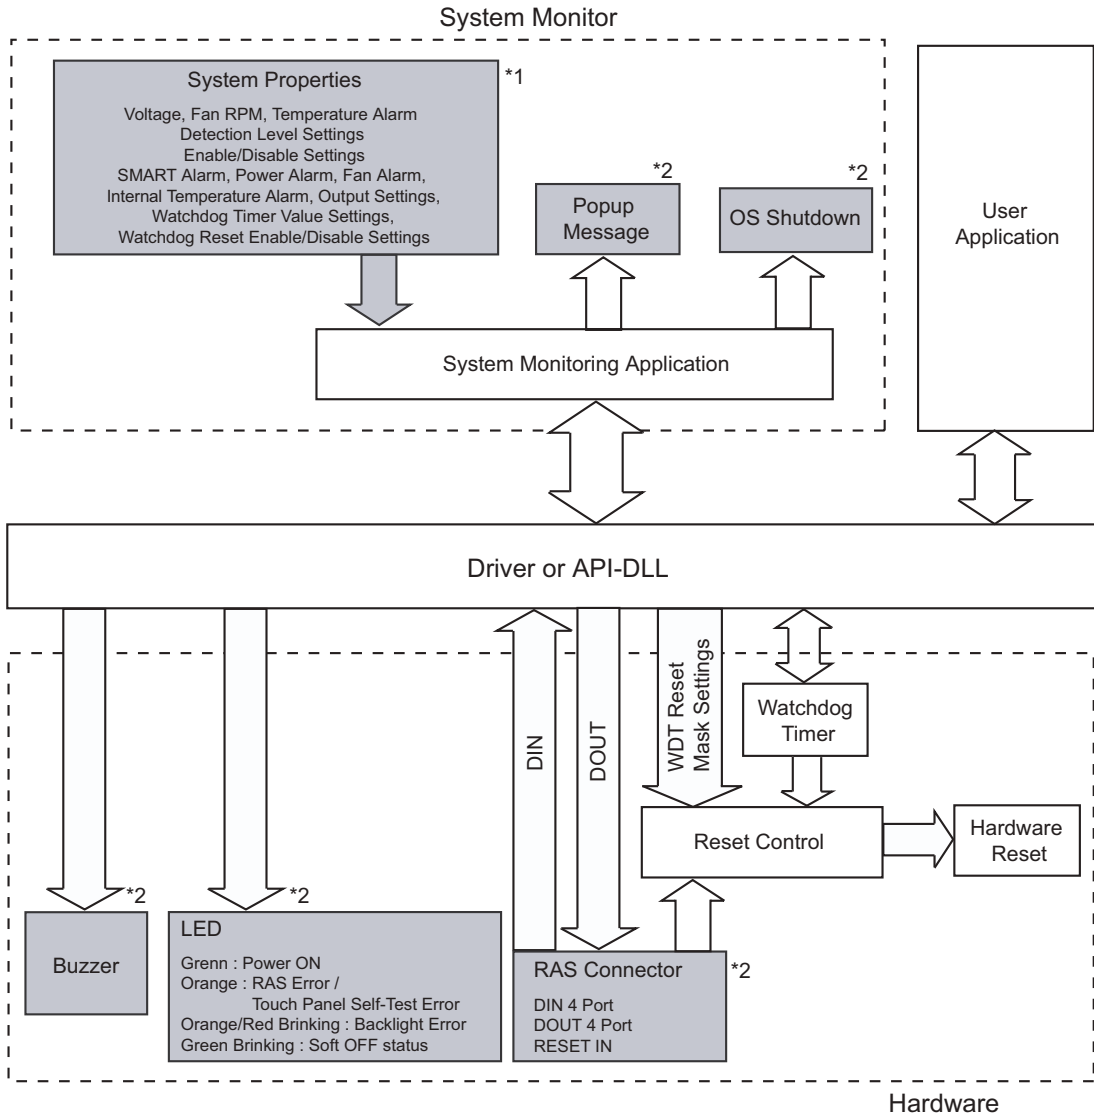 System Monitor
System Properties
*1
Voltage, Fan RPM, Temperature Alarm
Detection Level Settings
Enable/Disable Settings
SMART Alarm, Power Alarm, Fan Alarm,
Internal Temperature Alarm, Output Settings,
Watchdog Timer Value Settings,
Watchdog Reset Enable/Disable Settings
*2
Popup
Message
*2
OS Shutdown
User
Application
System Monitoring Application
Driver or API-DLL
DIN
DOUT
WDT Reset
Mask Settings
Watchdog
Timer
Reset Control
Hardware
Reset
*2
Buzzer
*2
LED
Grenn : Power ON
Orange : RAS Error /
Touch Panel Self-Test Error
Orange/Red Brinking : Backlight Error
Green Brinking : Soft OFF status
RAS Connector
*2
DIN 4 Port
DOUT 4 Port
RESET IN
Hardware